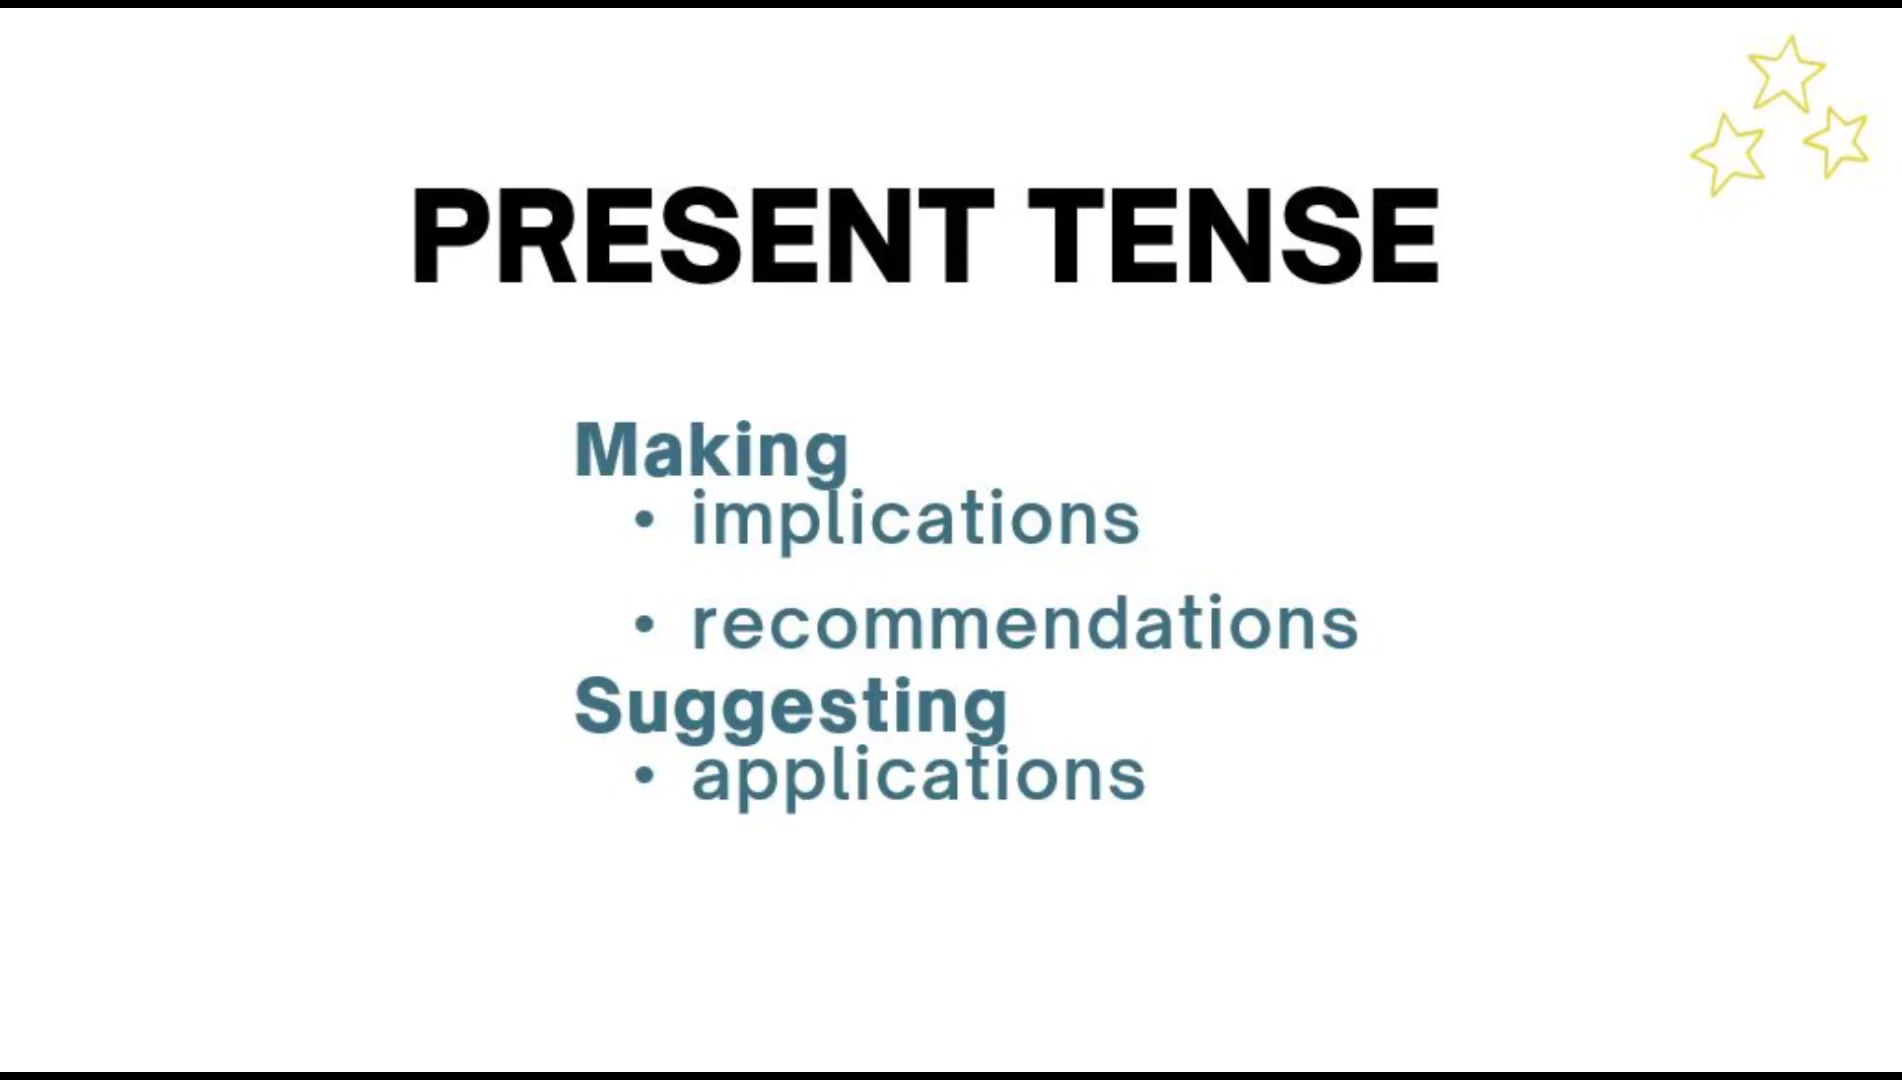 PRESENT TENSE
Making
• implications
• recommendations
Suggesting
• applications